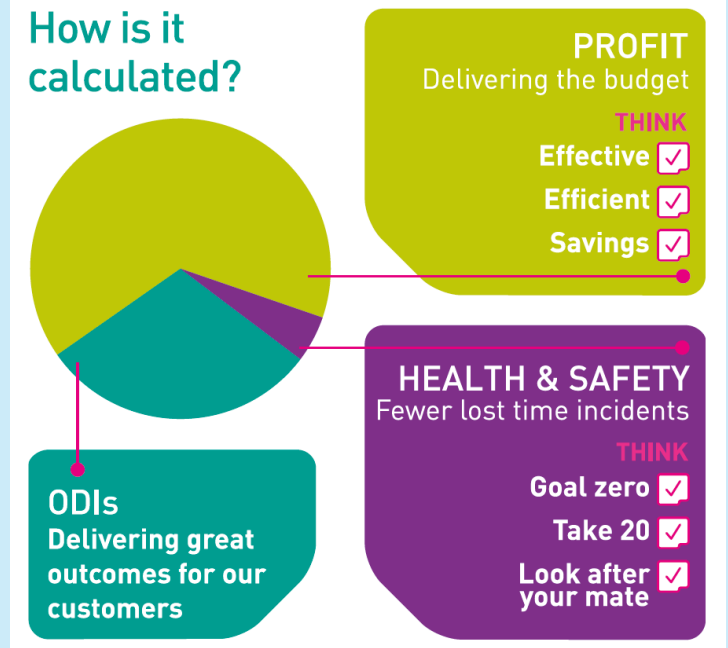 How is it
calculated?
PROFIT
Delivering the budget
THINK
Effective
Efficient
Savings
HEALTH & SAFETY
Fewer lost time incidents
THINK
Goal zero
Take 20
Look after
your mate
ODIs
Delivering great
outcomes for our
customers